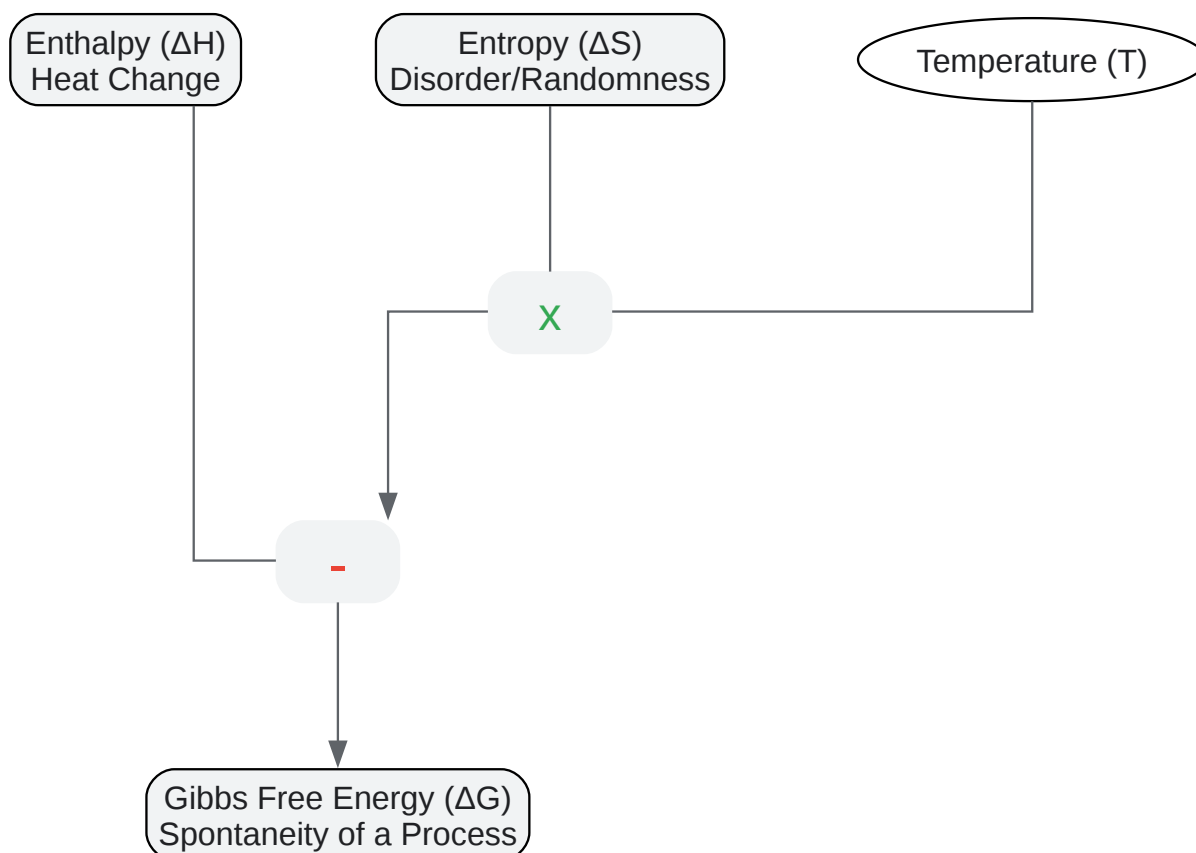 Enthalpy (ΔH)
Heat Change
Entropy (ΔS)
Disorder/Randomness
Temperature (T)
x
-
Gibbs Free Energy (ΔG)
Spontaneity of a Process